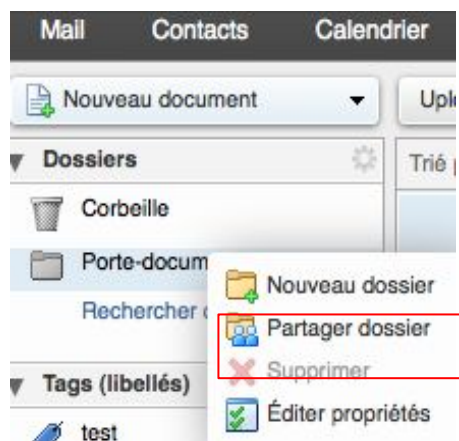 Mail Contacts Calendrier
Nouveau document Uplo
Dossiers Trié
Corbeille
Porte-docum
Nouveau dossier
Rechercher
Partager dossier
Supprimer
Tags (libellés)
Éditer propriétés
test